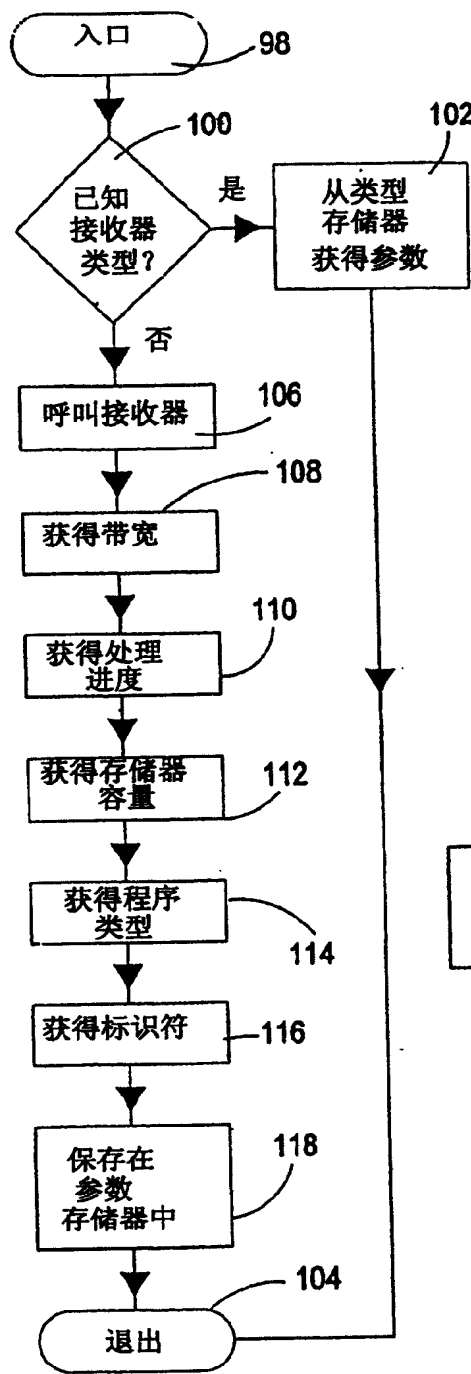 入口
98
100
已知
接收器
类型?
是
102
从类型
存储器
获得参数
否
呼叫接收器
106
108
获得带宽
110
获得处理
进度
获得存储器
容量
112
获得程序
类型
114
获得标识符
116
保存在
参数
存储器中
118
104
退出